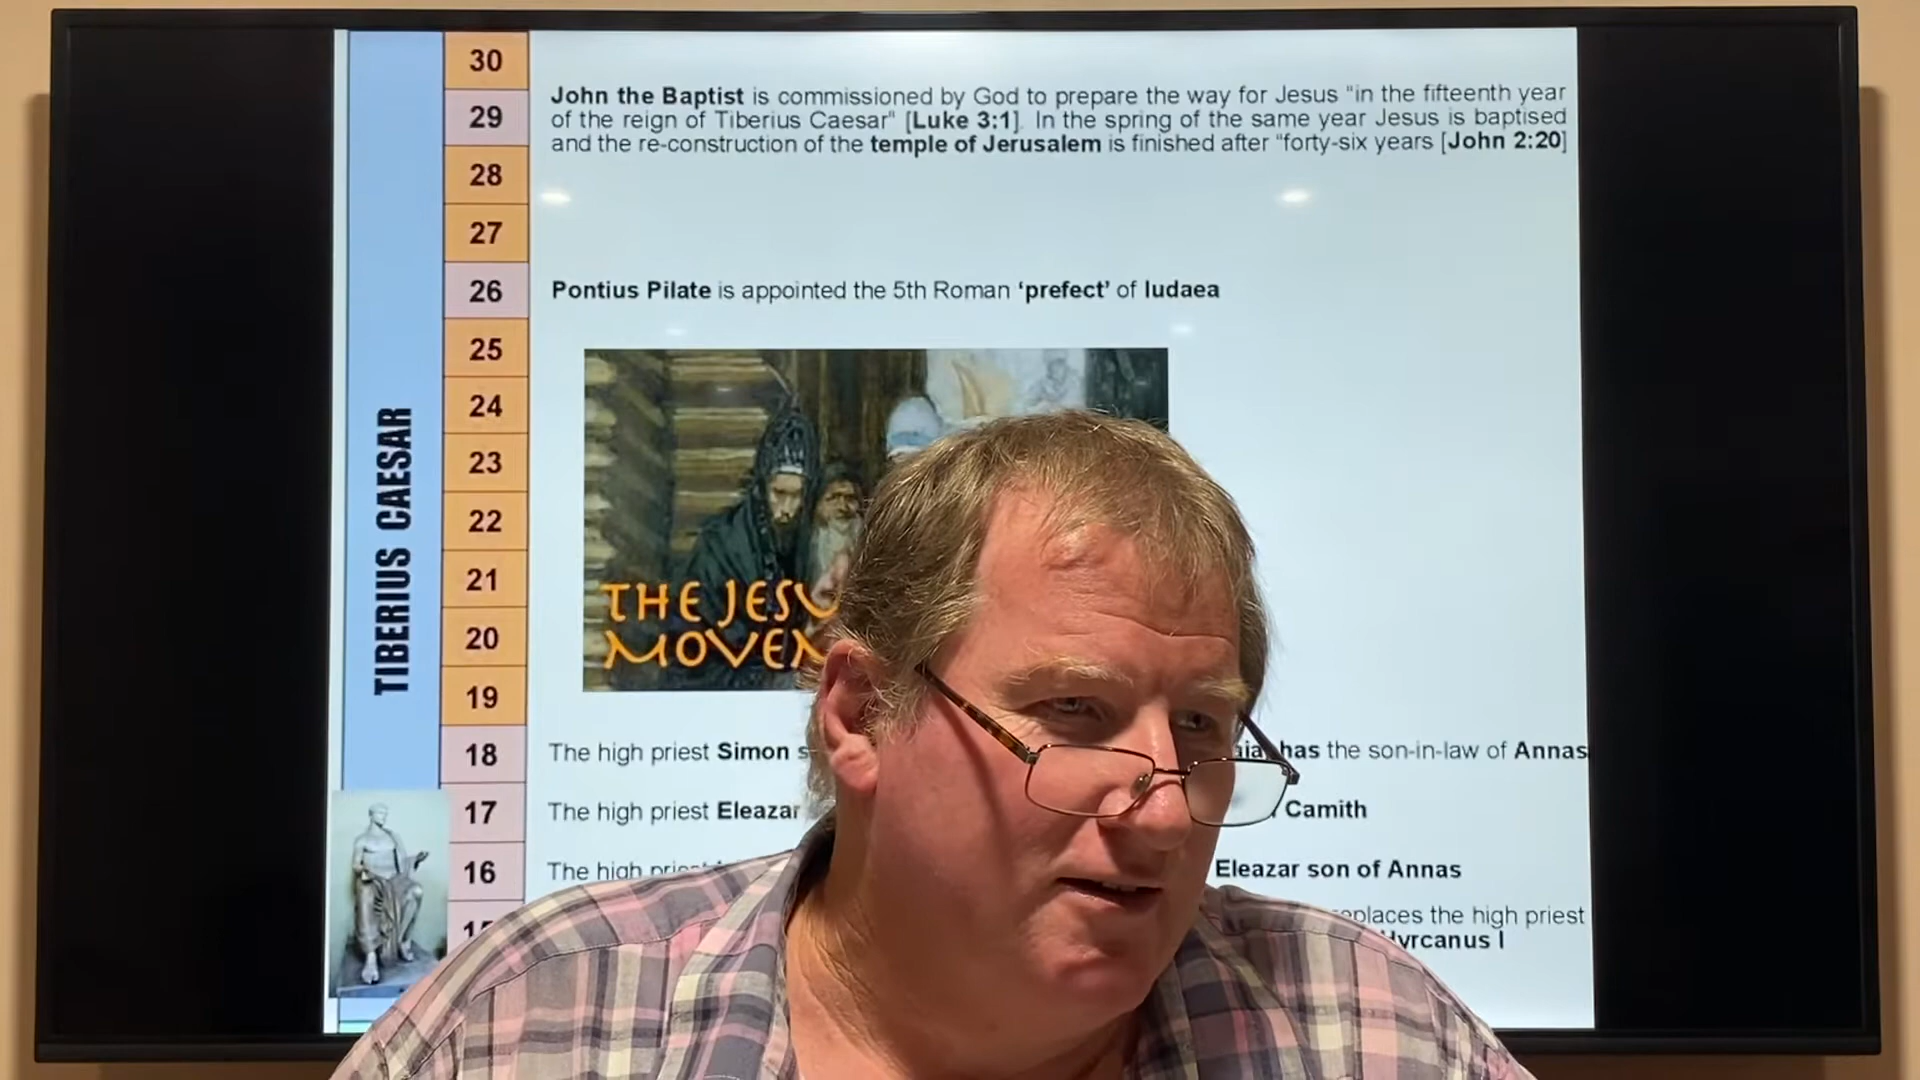 30
John the Baptist is commissioned by God to prepare the way for Jesus "in the fifteenth year
29
of the reign of Tiberius Caesar" [Luke 3:1]. In the spring of the same year Jesus is baptised
and the re-construction of the temple of Jerusalem is finished after "forty-six years [John 2:20]
28
27
26 Pontius Pilate is appointed the 5th Roman 'prefect' of Iudaea
25
24
23
22
TIBERIUS CAESAR
21
THE
20
19
18 The high priest Simon has the son-in-law of Annas
17 The high priest Eleazar Camith
16 The high Eleazar son of Annas
the high priest
I